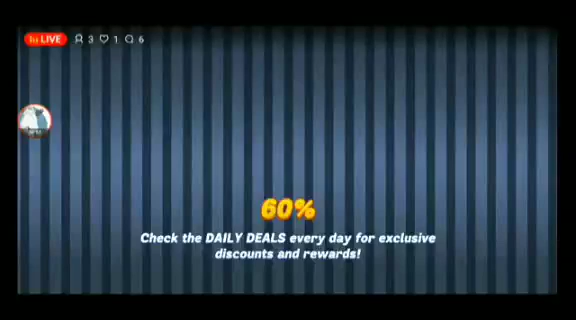 LIVE 3 1 6
60%
Check the DAILY DEALS every day for exclusive
discounts and rewards!